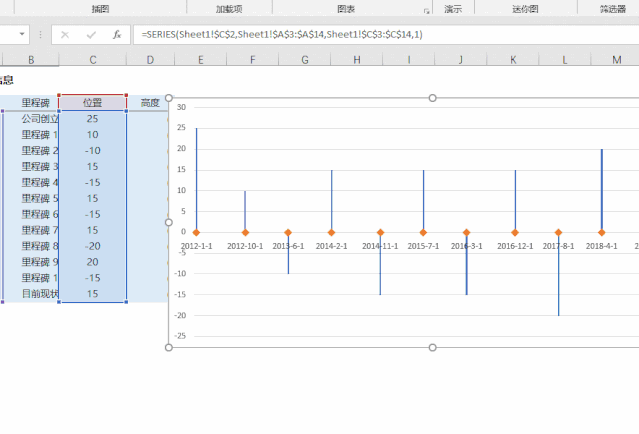 插图 加载项 图表 演示 迷你图 筛选器
fx =SERIES(Sheet1!$C$2,Sheet1!$A$3:$A$14,Sheet1!$C$3:$C$14,1)
B C D E F G H I J K L M
信息
里程碑 位置 高度
公司创立 25
里程碑 1 10
里程碑 2 -10
里程碑 3 15
里程碑 4 -15
里程碑 5 15
里程碑 6 -15
里程碑 7 15
里程碑 8 -20
里程碑 9 20
里程碑 1 -15
目前现状 15
30
25
20
15
10
5
0
2012-1-1 2012-10-1 2013-6-1 2014-2-1 2014-11-1 2015-7-1 2016-3-1 2016-12-1 2017-8-1 2018-4-1
-5
-10
-15
-20
-25